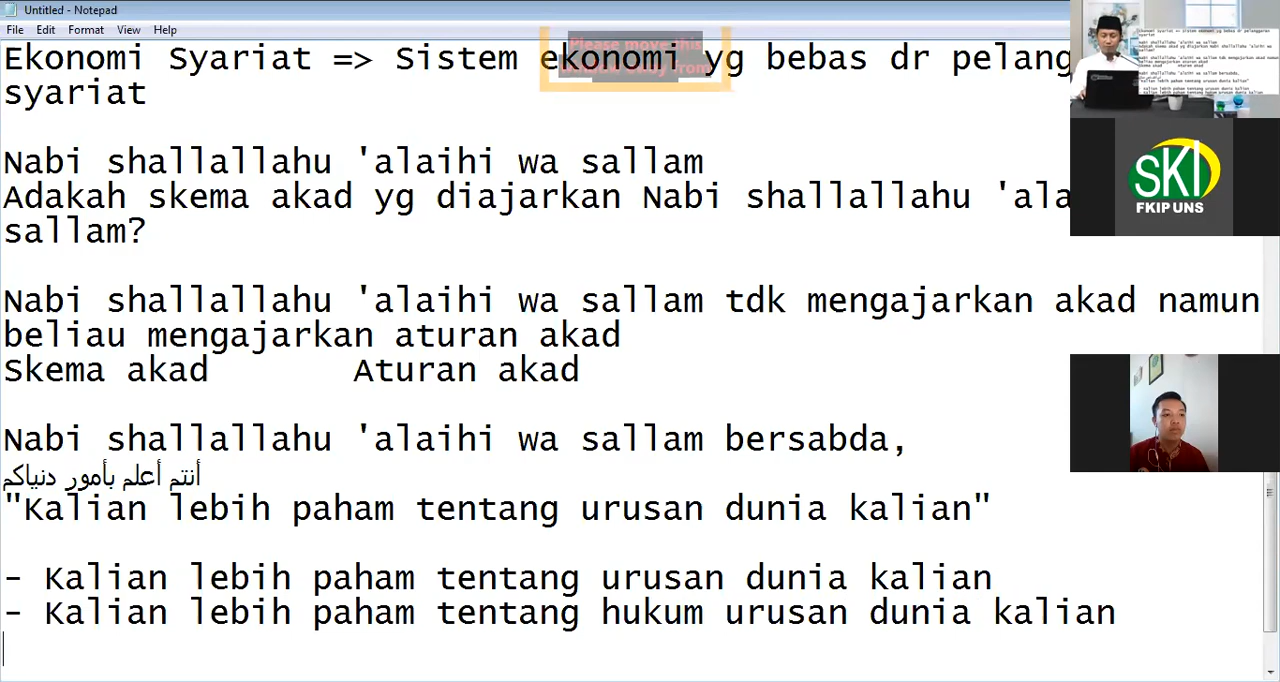 Untitled - Notepad
File Edit Format View Help
Ekonomi Syariat => Sistem ekonomi yg bebas dr pelang
syariat
Please move this
Nabi shallallahu 'alaihi wa sallam
Adakah skema akad yg diajarkan Nabi shallallahu 'ala
sallam?
Nabi shallallahu 'alaihi wa sallam tdk mengajarkan akad namun
beliau mengajarkan aturan akad
Skema akad Aturan akad
Nabi shallallahu 'alaihi wa sallam bersabda,
أنتم أعلم بأمور دنياكم
"Kalian lebih paham tentang urusan dunia kalian"
- Kalian lebih paham tentang urusan dunia kalian
- Kalian lebih paham tentang hukum urusan dunia kalian
SKI
FKIP UNS